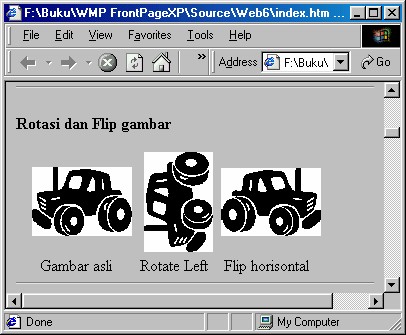 F:\Buku\WMP FrontPageXP\Source\Web6\index.htm ...
File Edit View Favorites Tools Help
Back » Address F:\Buku\ Go
Rotasi dan Flip gambar
Gambar asli Rotate Left Flip horisontal
Done My Computer